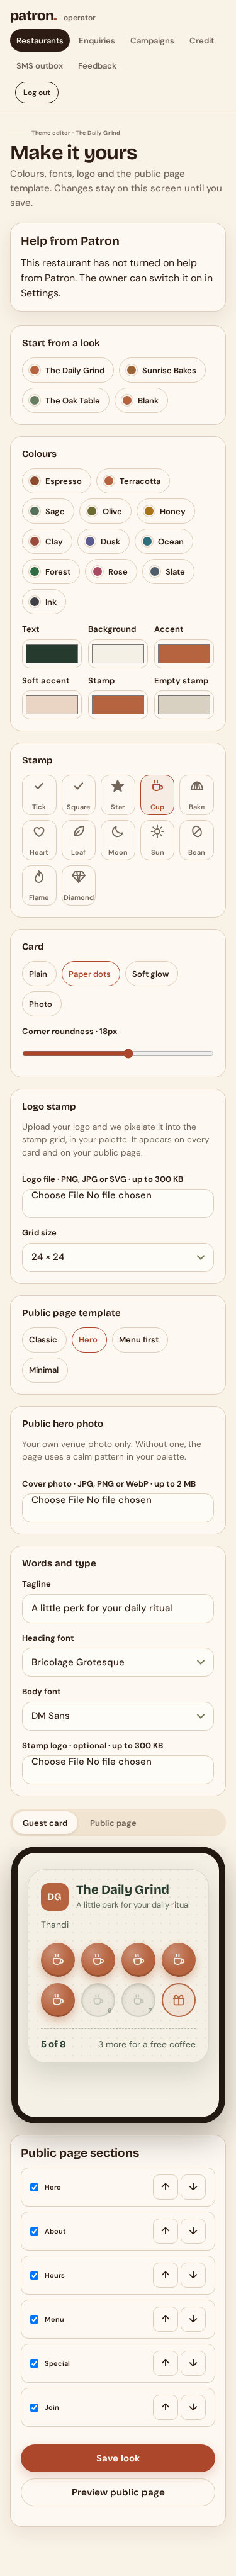 patron. operator
Restaurants Enquiries Campaigns Credit
SMS outbox Feedback
Log out
Theme editor · The Daily Grind
Make it yours
Colours, fonts, logo and the public page
template. Changes stay on this screen until you
save.
Help from Patron
This restaurant has not turned on help
from Patron. The owner can switch it on in
Settings.
Start from a look
The Daily Grind Sunrise Bakes
The Oak Table Blank
Colours
Espresso Terracotta
Sage Olive Honey
Clay Dusk Ocean
Forest Rose Slate
Ink
Text Background Accent
Soft accent Stamp Empty stamp
Stamp
Tick Square Star Cup Bake
Heart Leaf Moon Sun Bean
Flame Diamond
Card
Plain Paper dots Soft glow
Photo
Corner roundness · 18px
Logo stamp
Upload your logo and we pixelate it into the
stamp grid, in your palette. It appears on every
card and on your public page.
Logo file · PNG, JPG or SVG · up to 300 KB
Choose File No file chosen
Grid size
24 × 24
Public page template
Classic Hero Menu first
Minimal
Public hero photo
Your own venue photo only. Without one, the
page uses a calm pattern in your palette.
Cover photo · JPG, PNG or WebP · up to 2 MB
Choose File No file chosen
Words and type
Tagline
A little perk for your daily ritual
Heading font
Bricolage Grotesque
Body font
DM Sans
Stamp logo · optional · up to 300 KB
Choose File No file chosen
Guest card Public page
DG The Daily Grind
A little perk for your daily ritual
Thandi
6 7
5 of 8 3 more for a free coffee
Public page sections
Hero
About
Hours
Menu
Special
Join
Save look
Preview public page